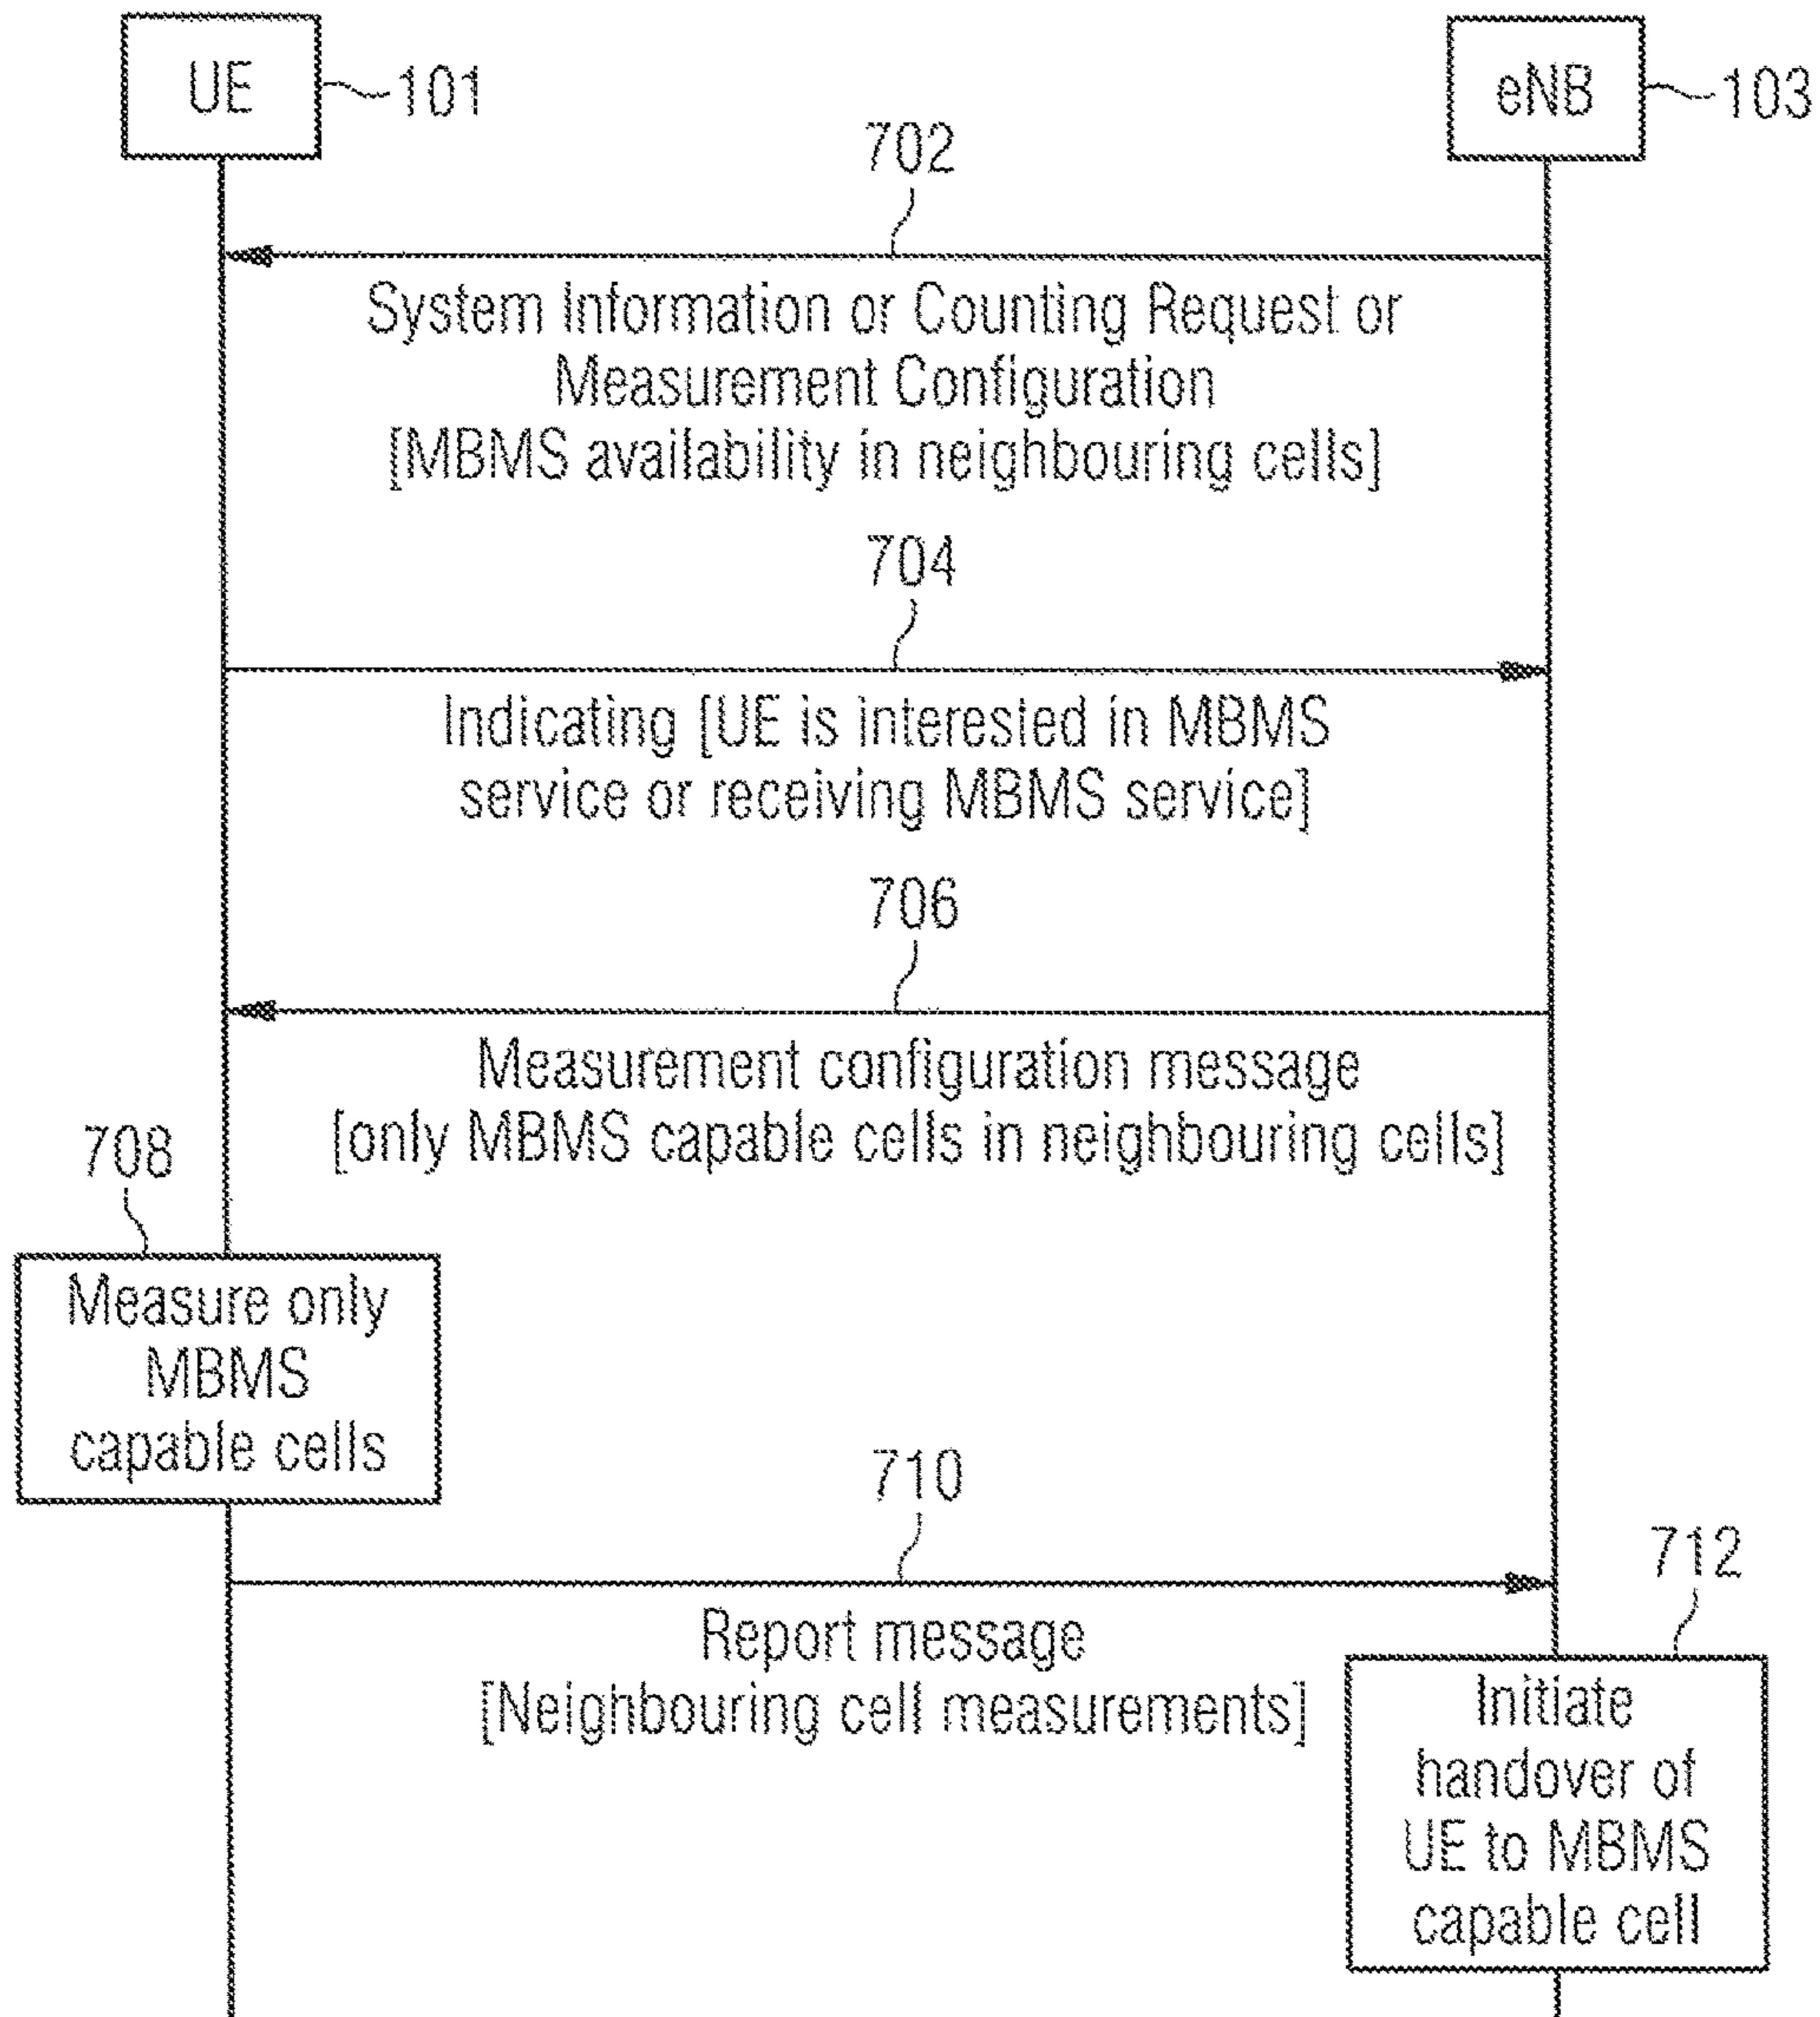 UE
101
eNB
103
702
System Information or Counting Request or
Measurement Configuration
[MBMS availability in neighbouring cells]
704
Indicating [UE is interested in MBMS
service or receiving MBMS service]
706
Measurement configuration message
[only MBMS capable cells in neighbouring cells]
708
Measure only
MBMS
capable cells
710
Report message
[Neighbouring cell measurements]
712
Initiate
handover of
UE to MBMS
capable cell